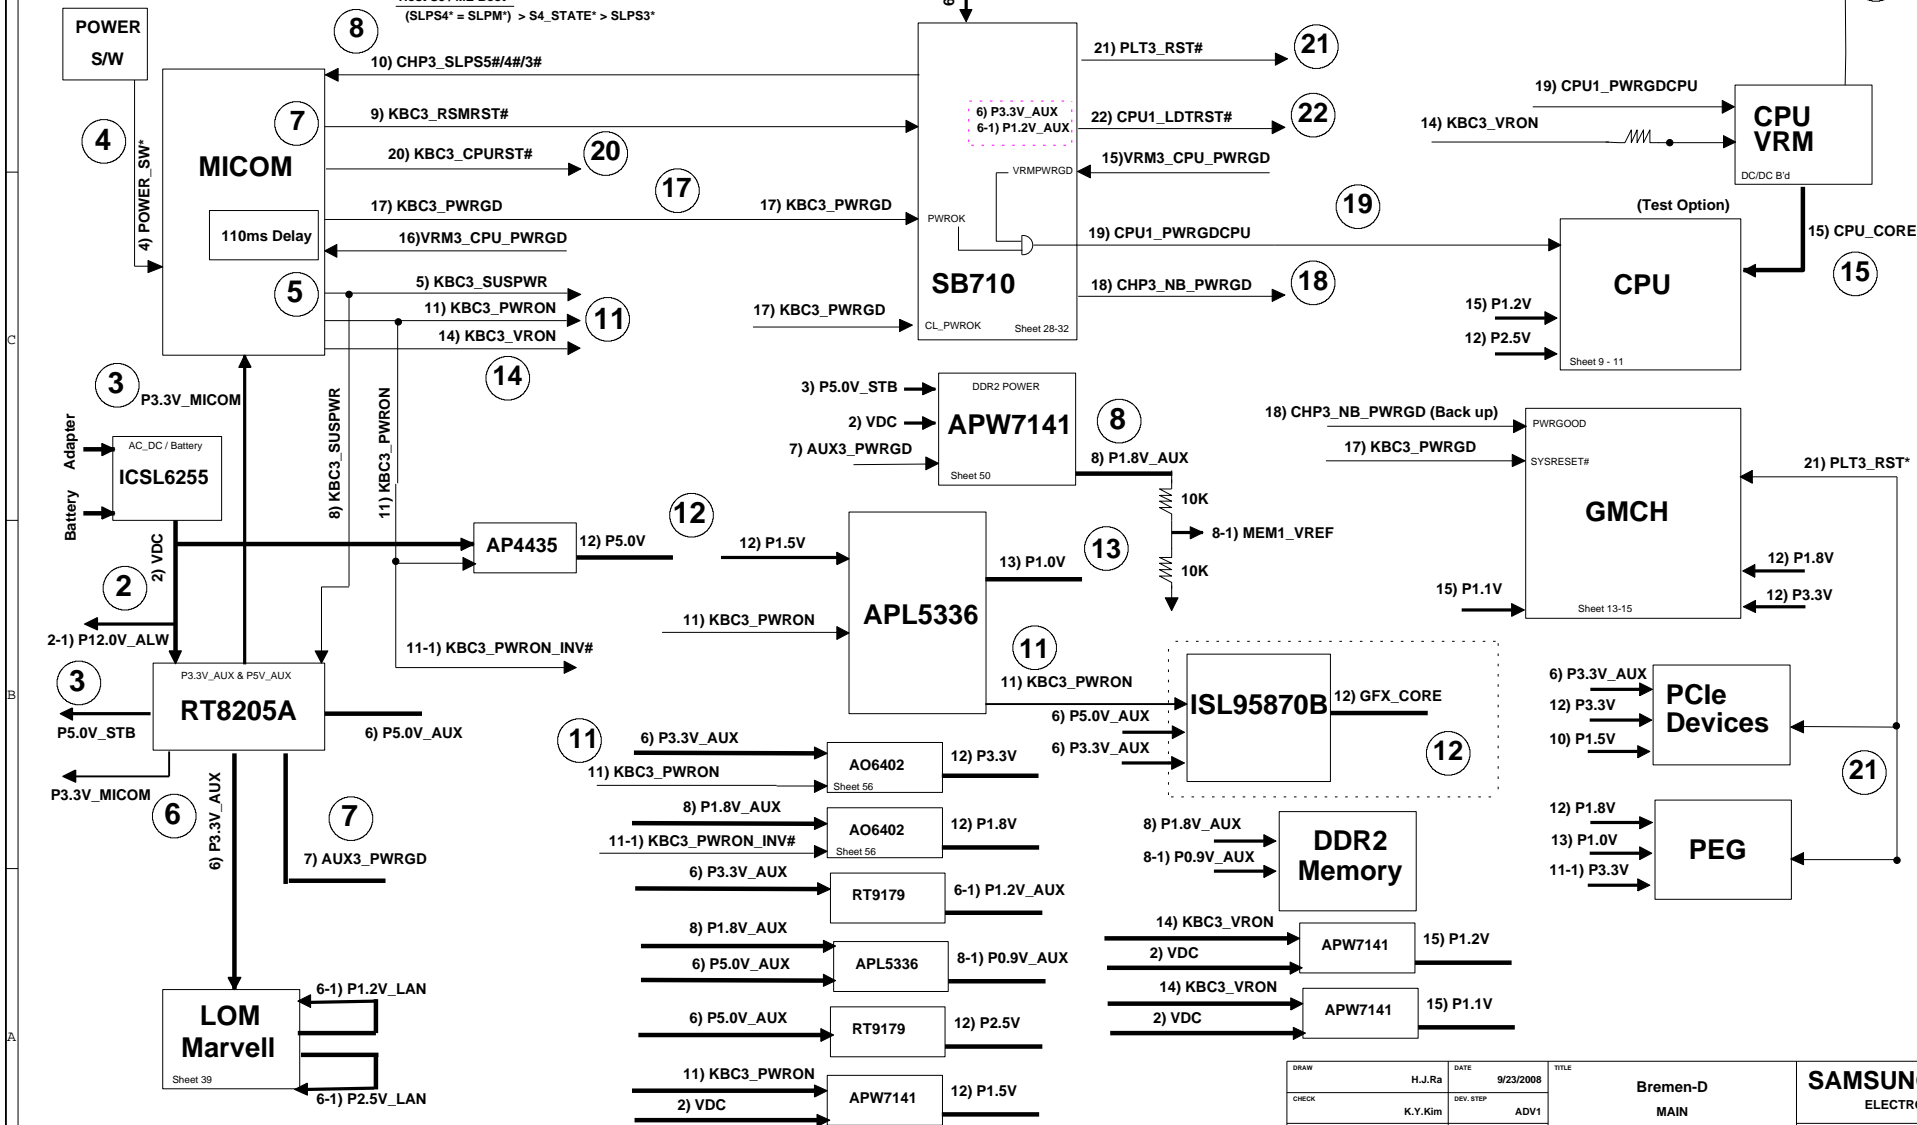 (SLPS4* = SLPM*) > S4_STATE* > SLPS3*
POWER
S/W
8
10) CHP3_SLPS5#/4#/3#
4
4) POWER_SW*
7
9) KBC3_RSMRST#
MICOM
20) KBC3_CPURST#
20
17
17) KBC3_PWRGD
17) KBC3_PWRGD
110ms Delay
16)VRM3_CPU_PWRGD
5
5) KBC3_SUSPWR
11) KBC3_PWRON
11
14) KBC3_VRON
14
21) PLT3_RST#
21
6) P3.3V_AUX
6-1) P1.2V_AUX
22) CPU1_LDTRST#
22
15)VRM3_CPU_PWRGD
VRMPWRGD
PWROK
19
19) CPU1_PWRGDCPU
SB710
18) CHP3_NB_PWRGD
18
17) KBC3_PWRGD
CL_PWROK
Sheet 28-32
19) CPU1_PWRGDCPU
14) KBC3_VRON
CPU
VRM
DC/DC B'd
(Test Option)
15) CPU_CORE
15
CPU
15) P1.2V
12) P2.5V
Sheet 9 - 11
C
3
P3.3V_MICOM
Adapter
Battery
AC_DC / Battery
ICSL6255
8) KBC3_SUSPWR
11) KBC3_PWRON
2) VDC
2
2-1) P12.0V_ALW
AP4435
12) P5.0V
12
11-1) KBC3_PWRON_INV#
3) P5.0V_STB
2) VDC
7) AUX3_PWRGD
DDR2 POWER
APW7141
Sheet 50
8
8) P1.8V_AUX
10K
8-1) MEM1_VREF
10K
12) P1.5V
13) P1.0V
13
APL5336
11) KBC3_PWRON
18) CHP3_NB_PWRGD (Back up)
PWRGOOD
17) KBC3_PWRGD
SYSRESET#
21) PLT3_RST*
GMCH
12) P1.8V
15) P1.1V
12) P3.3V
Sheet 13-15
B
3
P5.0V_STB
P3.3V_AUX & P5V_AUX
RT8205A
6) P5.0V_AUX
P3.3V_MICOM
6
6) P3.3V_AUX
7
7) AUX3_PWRGD
11
11) KBC3_PWRON
6) P5.0V_AUX
6) P3.3V_AUX
ISL95870B
12) GFX_CORE
12
11
6) P3.3V_AUX
11) KBC3_PWRON
AO6402
Sheet 56
12) P3.3V
8) P1.8V_AUX
11-1) KBC3_PWRON_INV#
AO6402
Sheet 56
12) P1.8V
6) P3.3V_AUX
RT9179
6-1) P1.2V_AUX
8) P1.8V_AUX
6) P5.0V_AUX
APL5336
8-1) P0.9V_AUX
6) P5.0V_AUX
RT9179
12) P2.5V
11) KBC3_PWRON
2) VDC
APW7141
12) P1.5V
8) P1.8V_AUX
8-1) P0.9V_AUX
DDR2
Memory
14) KBC3_VRON
2) VDC
APW7141
15) P1.2V
14) KBC3_VRON
2) VDC
APW7141
15) P1.1V
6) P3.3V_AUX
12) P3.3V
10) P1.5V
PCIe
Devices
21
12) P1.8V
13) P1.0V
11-1) P3.3V
PEG
A
LOM
Marvell
Sheet 39
6-1) P1.2V_LAN
6-1) P2.5V_LAN
DRAW
H.J.Ra
DATE
9/23/2008
TITLE
Bremen-D
MAIN
CHECK
K.Y.Kim
DEV. STEP
ADV1